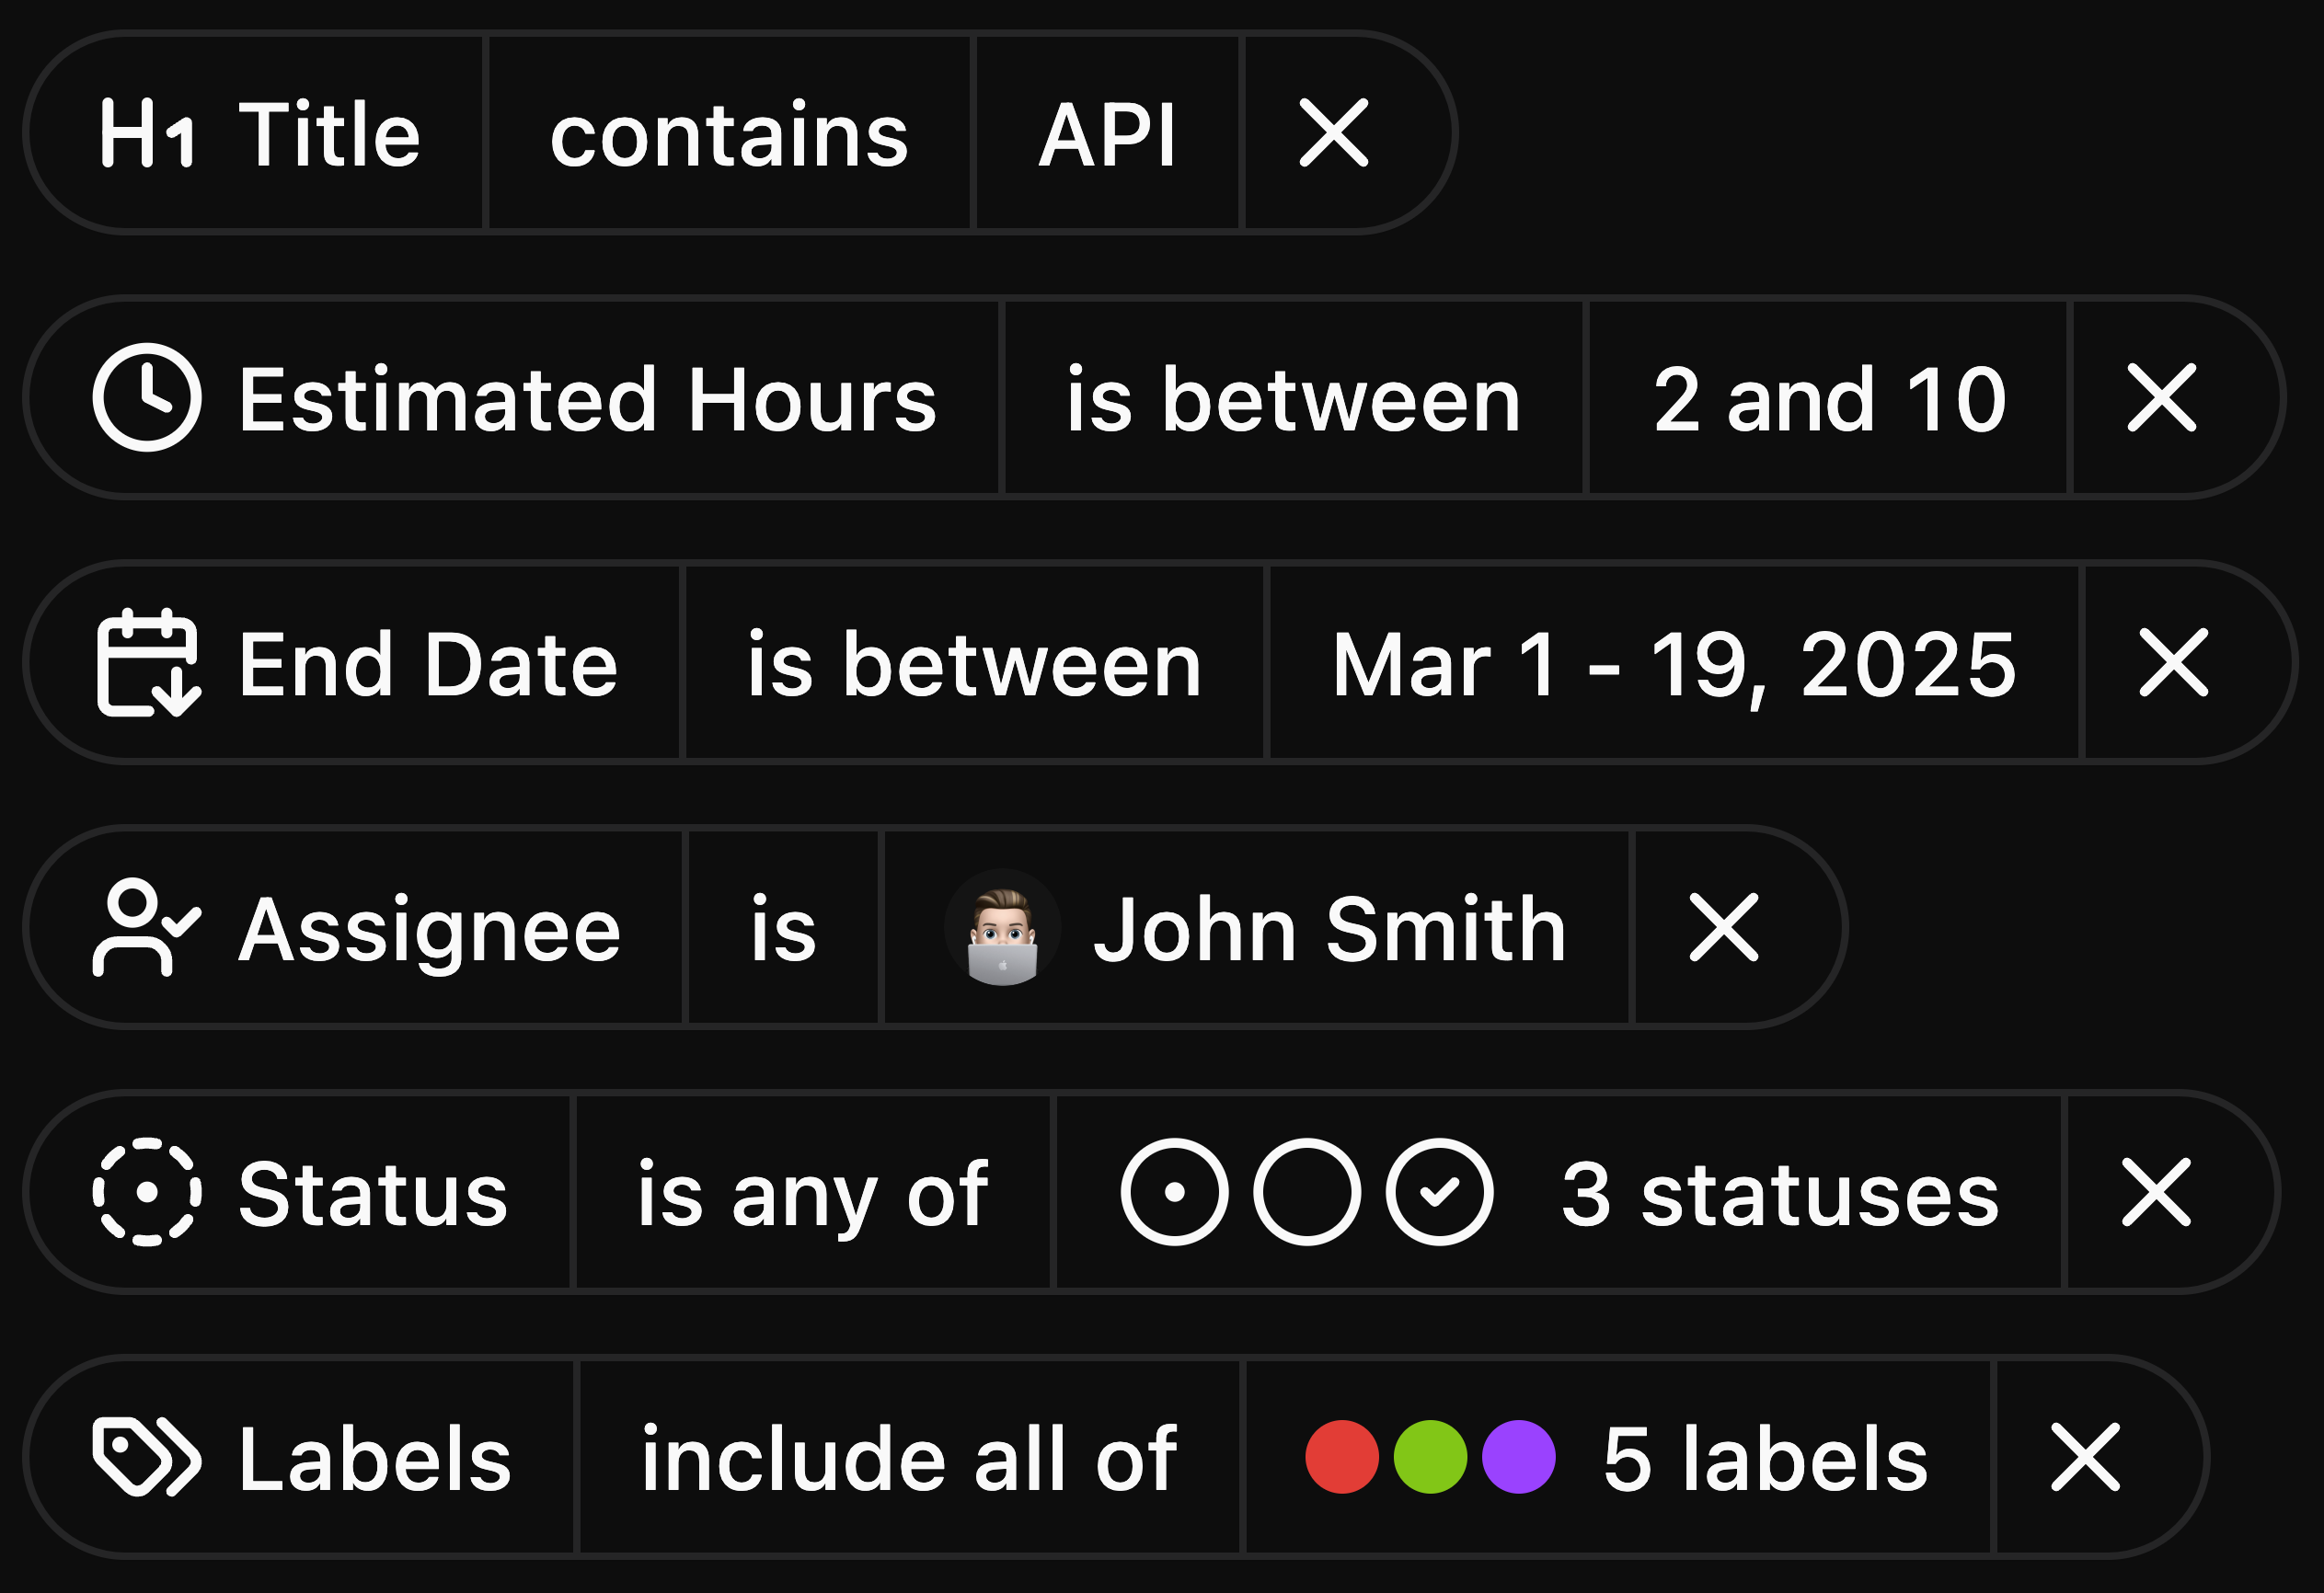 H1 Title contains API
Estimated Hours is between 2 and 10
End Date is between Mar 1 - 19, 2025
Assignee is John Smith
Status is any of 3 statuses
Labels include all of 5 labels